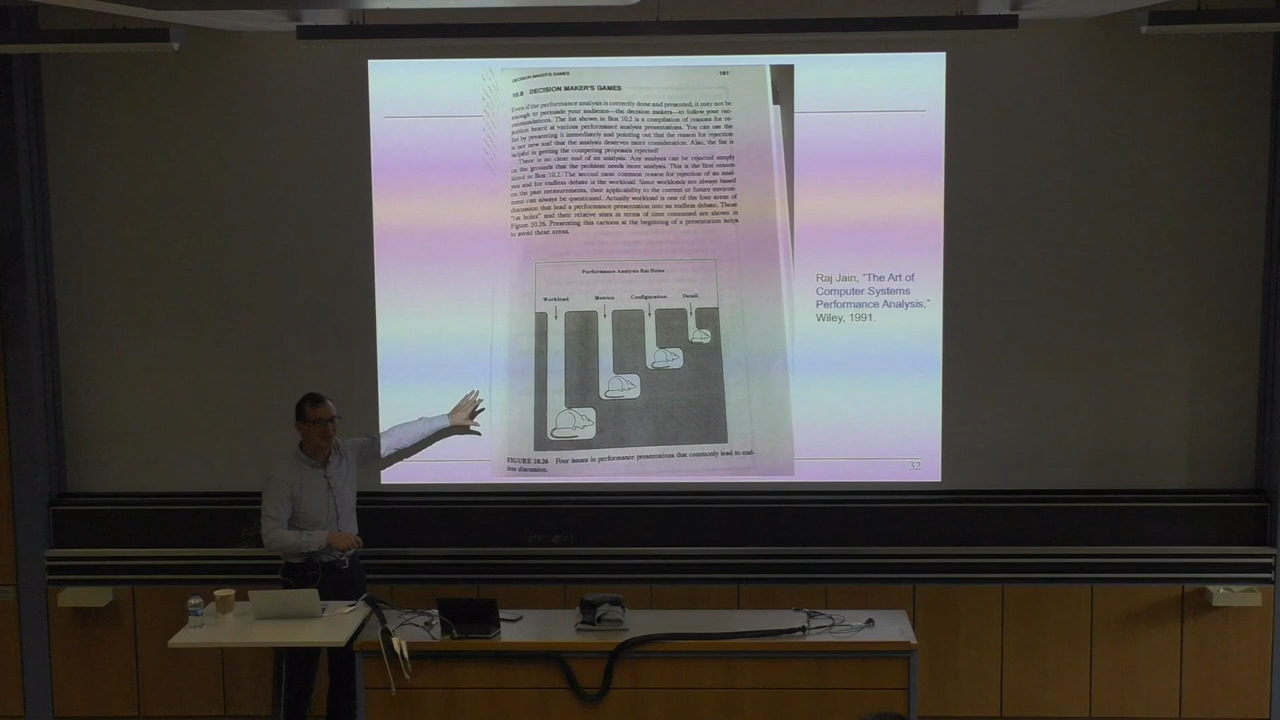 DECISION MAKER'S GAMES
181
10.8 DECISION MAKER'S GAMES
Even if the performance analysis is correctly done and presented, it may not be
enough to persuade your audience—the decision makers—to follow your rec-
ommendations. The list shown in Box 10.2 is a compilation of reasons for re-
jection heard at various performance analysis presentations. You can use the
list by presenting it immediately and pointing out that the reason for rejection
is not new and that the analysis deserves more consideration. Also, the list is
helpful in getting the competing proposals rejected!
There is no clear end of an analysis. Any analysis can be rejected simply
on the grounds that the problem needs more analysis. This is the first reason
listed in Box 10.2. The second most common reason for rejection of an anal-
ysis and for endless debate is the workload. Since workloads are always based
on the past measurements, their applicability to the current or future environ-
ment can always be questioned. Actually workload is one of the four areas of
discussion that lead a performance presentation into an endless debate. These
"rat holes" and their relative sizes in terms of time consumed are shown in
Figure 10.26. Presenting this cartoon at the beginning of a presentation helps
to avoid these areas.
Performance Analysis Rat Holes
Workload Metrics Configuration Detail
FIGURE 10.26 Four issues in performance presentations that commonly lead to end-
less discussion.
Raj Jain, "The Art of
Computer Systems
Performance Analysis,"
Wiley, 1991.
32